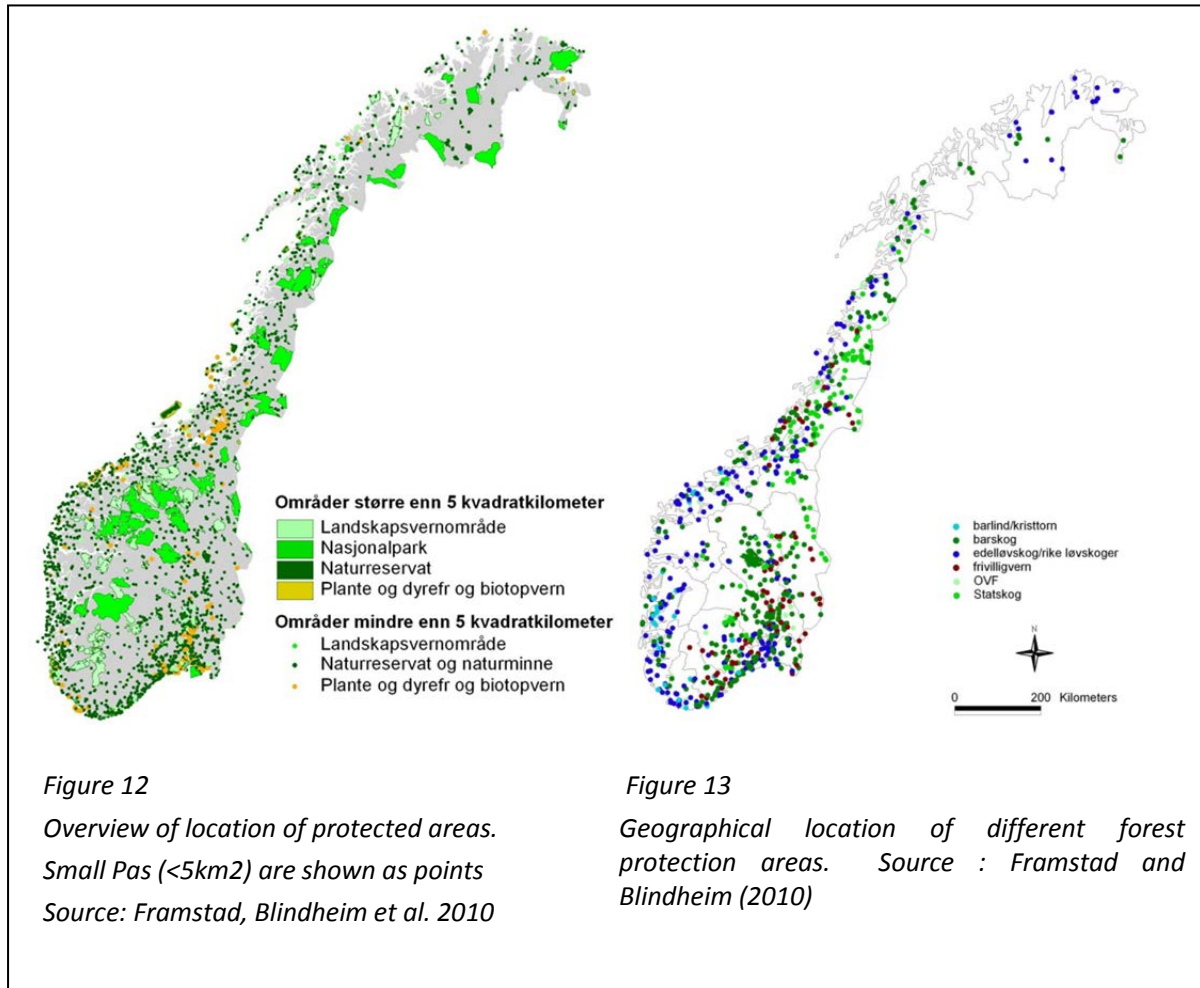 Områder større enn 5 kvadratkilometer
Landskapsvernområde
Nasjonalpark
Naturreservat
Plante og dyrefr og biotopvern
Områder mindre enn 5 kvadratkilometer
Landskapsvernområde
Naturreservat og naturminne
Plante og dyrefr og biotopvern
barlind/kristtorn
barskog
edelløvskog/rike løvskoger
frivilligvern
OVF
Statskog
N
0 200 Kilometers
Figure 12
Overview of location of protected areas.
Small Pas (<5km2) are shown as points
Source: Framstad, Blindheim et al. 2010
Figure 13
Geographical location of different forest
protection areas. Source : Framstad and
Blindheim (2010)